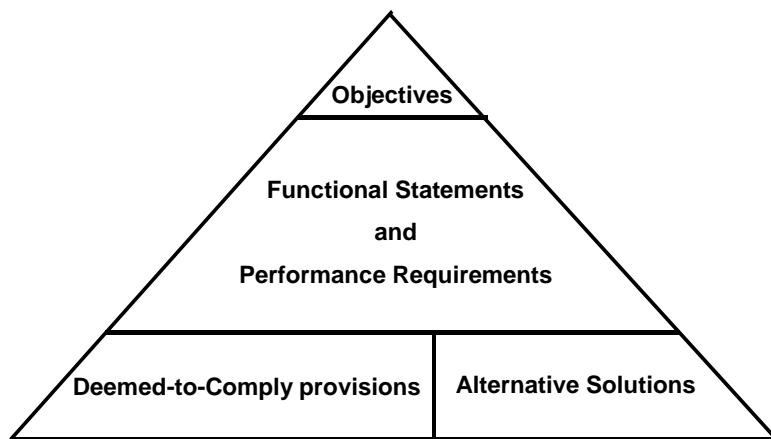 Objectives
Functional Statements
and
Performance Requirements
Deemed-to-Comply provisions
Alternative Solutions